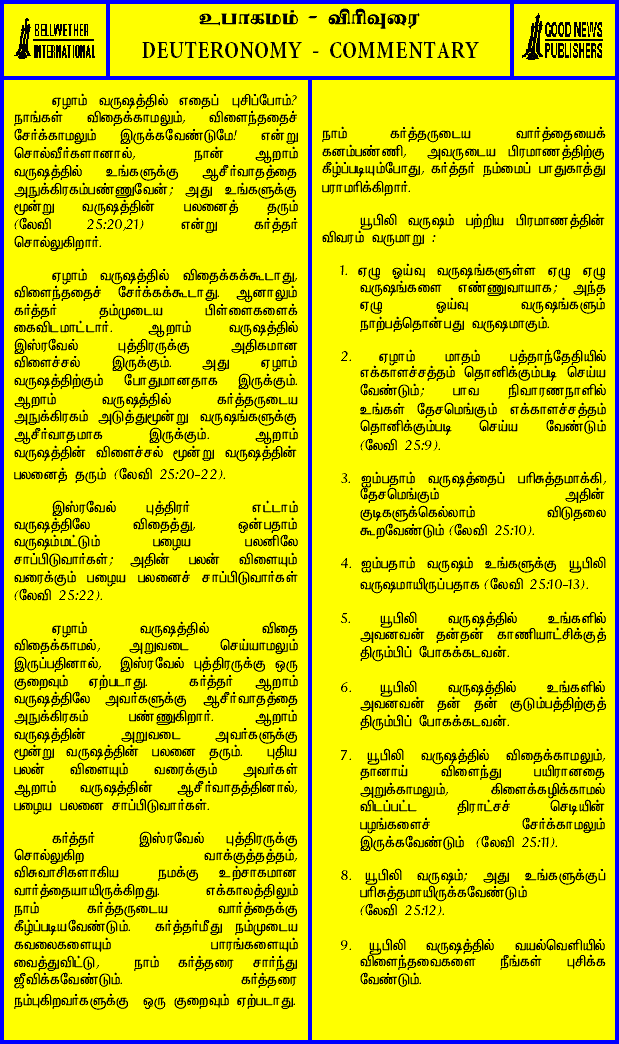 BELLWETHER
INTERNATIONAL
உபாகமம் - விரிவுரை
DEUTERONOMY - COMMENTARY
GOOD NEWS
PUBLISHERS
ஏழாம் வருஷத்தில் எதைப் புசிப்போம்?
நாங்கள் விதைக்காமலும், விளைந்ததைச்
சேர்க்காமலும் இருக்கவேண்டுமே! என்று
சொல்வீர்களானால், நான் ஆறாம்
வருஷத்தில் உங்களுக்கு ஆசீர்வாதத்தை
அநுக்கிரகம்பண்ணுவேன்; அது உங்களுக்கு
மூன்று வருஷத்தின் பலனைத் தரும்
(லேவி 25:20,21) என்று கர்த்தர்
சொல்லுகிறார்.
ஏழாம் வருஷத்தில் விதைக்கக்கூடாது,
விளைந்ததைச் சேர்க்கக்கூடாது. ஆனாலும்
கர்த்தர் தம்முடைய பிள்ளைகளைக்
கைவிடமாட்டார். ஆறாம் வருஷத்தில்
இஸ்ரவேல் புத்திரருக்கு அதிகமான
விளைச்சல் இருக்கும். அது ஏழாம்
வருஷத்திற்கும் போதுமானதாக இருக்கும்.
ஆறாம் வருஷத்தில் கர்த்தருடைய
அநுக்கிரகம் அடுத்துமூன்று வருஷங்களுக்கு
ஆசீர்வாதமாக இருக்கும். ஆறாம்
வருஷத்தின் விளைச்சல் மூன்று வருஷத்தின்
பலனைத் தரும் (லேவி 25:20-22).
இஸ்ரவேல் புத்திரர் எட்டாம்
வருஷத்திலே விதைத்து, ஒன்பதாம்
வருஷம்மட்டும் பழைய பலனிலே
சாப்பிடுவார்கள்; அதின் பலன் விளையும்
வரைக்கும் பழைய பலனைச் சாப்பிடுவார்கள்
(லேவி 25:22).
ஏழாம் வருஷத்தில் விதை
விதைக்காமல், அறுவடை செய்யாமலும்
இருப்பதினால், இஸ்ரவேல் புத்திரருக்கு ஒரு
குறைவும் ஏற்படாது. கர்த்தர் ஆறாம்
வருஷத்திலே அவர்களுக்கு ஆசீர்வாதத்தை
அநுக்கிரகம் பண்ணுகிறார். ஆறாம்
வருஷத்தின் அறுவடை அவர்களுக்கு
மூன்று வருஷத்தின் பலனை தரும். புதிய
பலன் விளையும் வரைக்கும் அவர்கள்
ஆறாம் வருஷத்தின் ஆசீர்வாதத்தினால்,
பழைய பலனை சாப்பிடுவார்கள்.
கர்த்தர் இஸ்ரவேல் புத்திரருக்கு
சொல்லுகிற வாக்குத்தத்தம்,
விசுவாசிகளாகிய நமக்கு உற்சாகமான
வார்த்தையாயிருக்கிறது. எக்காலத்திலும்
நாம் கர்த்தருடைய வார்த்தைக்கு
கீழ்ப்படியவேண்டும். கர்த்தர்மீது நம்முடைய
கவலைகளையும் பாரங்களையும்
வைத்துவிட்டு, நாம் கர்த்தரை சார்ந்து
ஜீவிக்கவேண்டும். கர்த்தரை
நம்புகிறவர்களுக்கு ஒரு குறைவும் ஏற்படாது.
நாம் கர்த்தருடைய வார்த்தையைக்
கனம்பண்ணி, அவருடைய பிரமாணத்திற்கு
கீழ்ப்படியும்போது, கர்த்தர் நம்மைப் பாதுகாத்து
பராமரிக்கிறார்.
யூபிலி வருஷம் பற்றிய பிரமாணத்தின்
விவரம் வருமாறு :
1. ஏழு ஓய்வு வருஷங்களுள்ள ஏழு ஏழு
வருஷங்களை எண்ணுவாயாக; அந்த
ஏழு ஓய்வு வருஷங்களும்
நாற்பத்தொன்பது வருஷமாகும்.
2. ஏழாம் மாதம் பத்தாந்தேதியில்
எக்காளச்சத்தம் தொனிக்கும்படி செய்ய
வேண்டும்; பாவ நிவாரணநாளில்
உங்கள் தேசமெங்கும் எக்காளச்சத்தம்
தொனிக்கும்படி செய்ய வேண்டும்
(லேவி 25:9).
3. ஐம்பதாம் வருஷத்தைப் பரிசுத்தமாக்கி,
தேசமெங்கும் அதின்
குடிகளுக்கெல்லாம் விடுதலை
கூறவேண்டும் (லேவி 25:10).
4. ஐம்பதாம் வருஷம் உங்களுக்கு யூபிலி
வருஷமாயிருப்பதாக (லேவி 25:10-13).
5. யூபிலி வருஷத்தில் உங்களில்
அவனவன் தன்தன் காணியாட்சிக்குத்
திரும்பிப் போகக்கடவன்.
6. யூபிலி வருஷத்தில் உங்களில்
அவனவன் தன் தன் குடும்பத்திற்குத்
திரும்பிப் போகக்கடவன்.
7. யூபிலி வருஷத்தில் விதைக்காமலும்,
தானாய் விளைந்து பயிரானதை
அறுக்காமலும், கிளைக்கழிக்காமல்
விடப்பட்ட திராட்சச் செடியின்
பழங்களைச் சேர்க்காமலும்
இருக்கவேண்டும் (லேவி 25:11).
8. யூபிலி வருஷம்; அது உங்களுக்குப்
பரிசுத்தமாயிருக்கவேண்டும்
(லேவி 25:12).
9. யூபிலி வருஷத்தில் வயல்வெளியில்
விளைந்தவைகளை நீங்கள் புசிக்க
வேண்டும்.